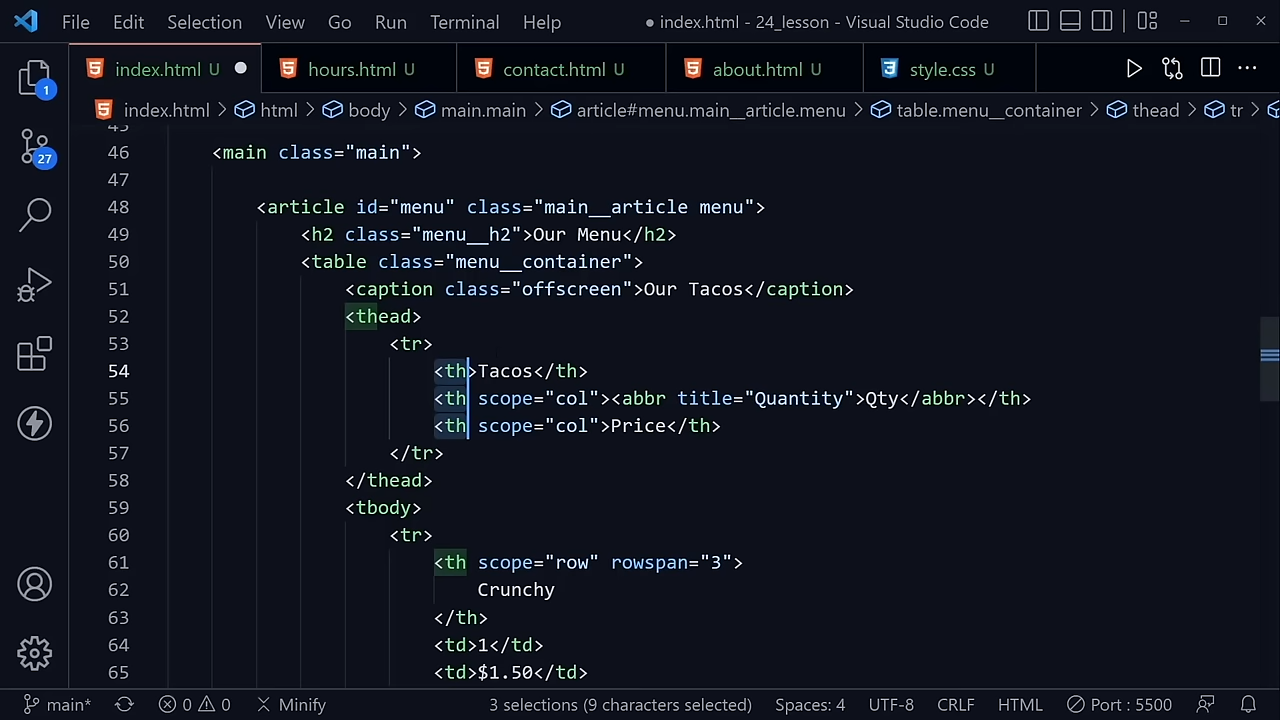 File Edit Selection View Go Run Terminal Help
● index.html - 24_lesson - Visual Studio Code
index.html U ● hours.html U contact.html U about.html U style.css U
index.html > html > body > main.main > article#menu.main__article.menu > table.menu__container > thead > tr >
46 <main class="main">
47
48 <article id="menu" class="main__article menu">
49 <h2 class="menu__h2">Our Menu</h2>
50 <table class="menu__container">
51 <caption class="offscreen">Our Tacos</caption>
52 <thead>
53 <tr>
54 <th>Tacos</th>
55 <th scope="col"><abbr title="Quantity">Qty</abbr></th>
56 <th scope="col">Price</th>
57 </tr>
58 </thead>
59 <tbody>
60 <tr>
61 <th scope="row" rowspan="3">
62 Crunchy
63 </th>
64 <td>1</td>
65 <td>$1.50</td>
1
27
main* 0 0 Minify 3 selections (9 characters selected) Spaces: 4 UTF-8 CRLF HTML Port : 5500